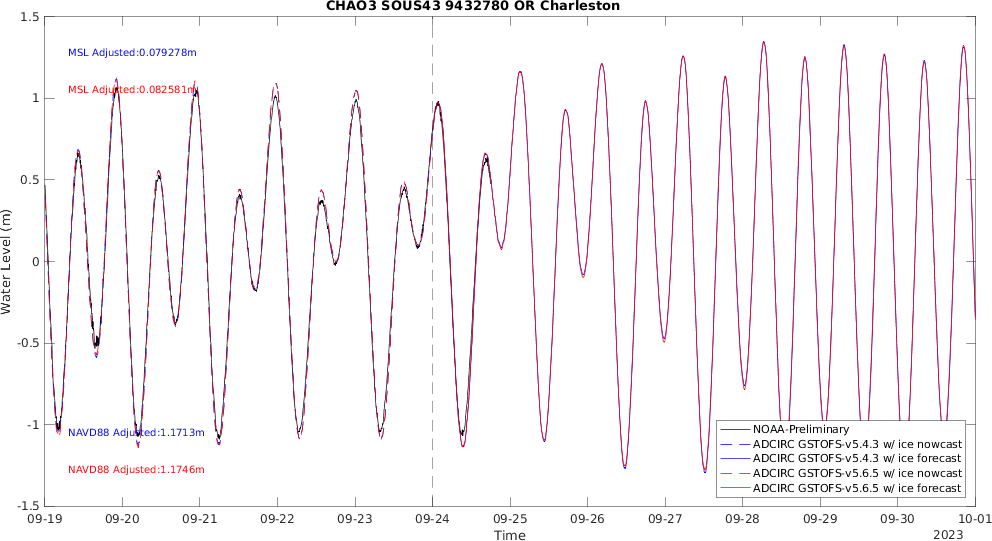 CHAO3 SOUS43 9432780 OR Charleston
1.5
1
0.5
0
-0.5
-1
-1.5
Water Level (m)
MSL Adjusted:0.079278m
MSL Adjusted:0.082581m
NAVD88 Adjusted:1.1713m
NAVD88 Adjusted:1.1746m
NOAA-Preliminary
ADCIRC GSTOFS-v5.4.3 w/ ice nowcast
ADCIRC GSTOFS-v5.4.3 w/ ice forecast
ADCIRC GSTOFS-v5.6.5 w/ ice nowcast
ADCIRC GSTOFS-v5.6.5 w/ ice forecast
09-19 09-20 09-21 09-22 09-23 09-24 09-25 09-26 09-27 09-28 09-29 09-30 10-01
Time
2023